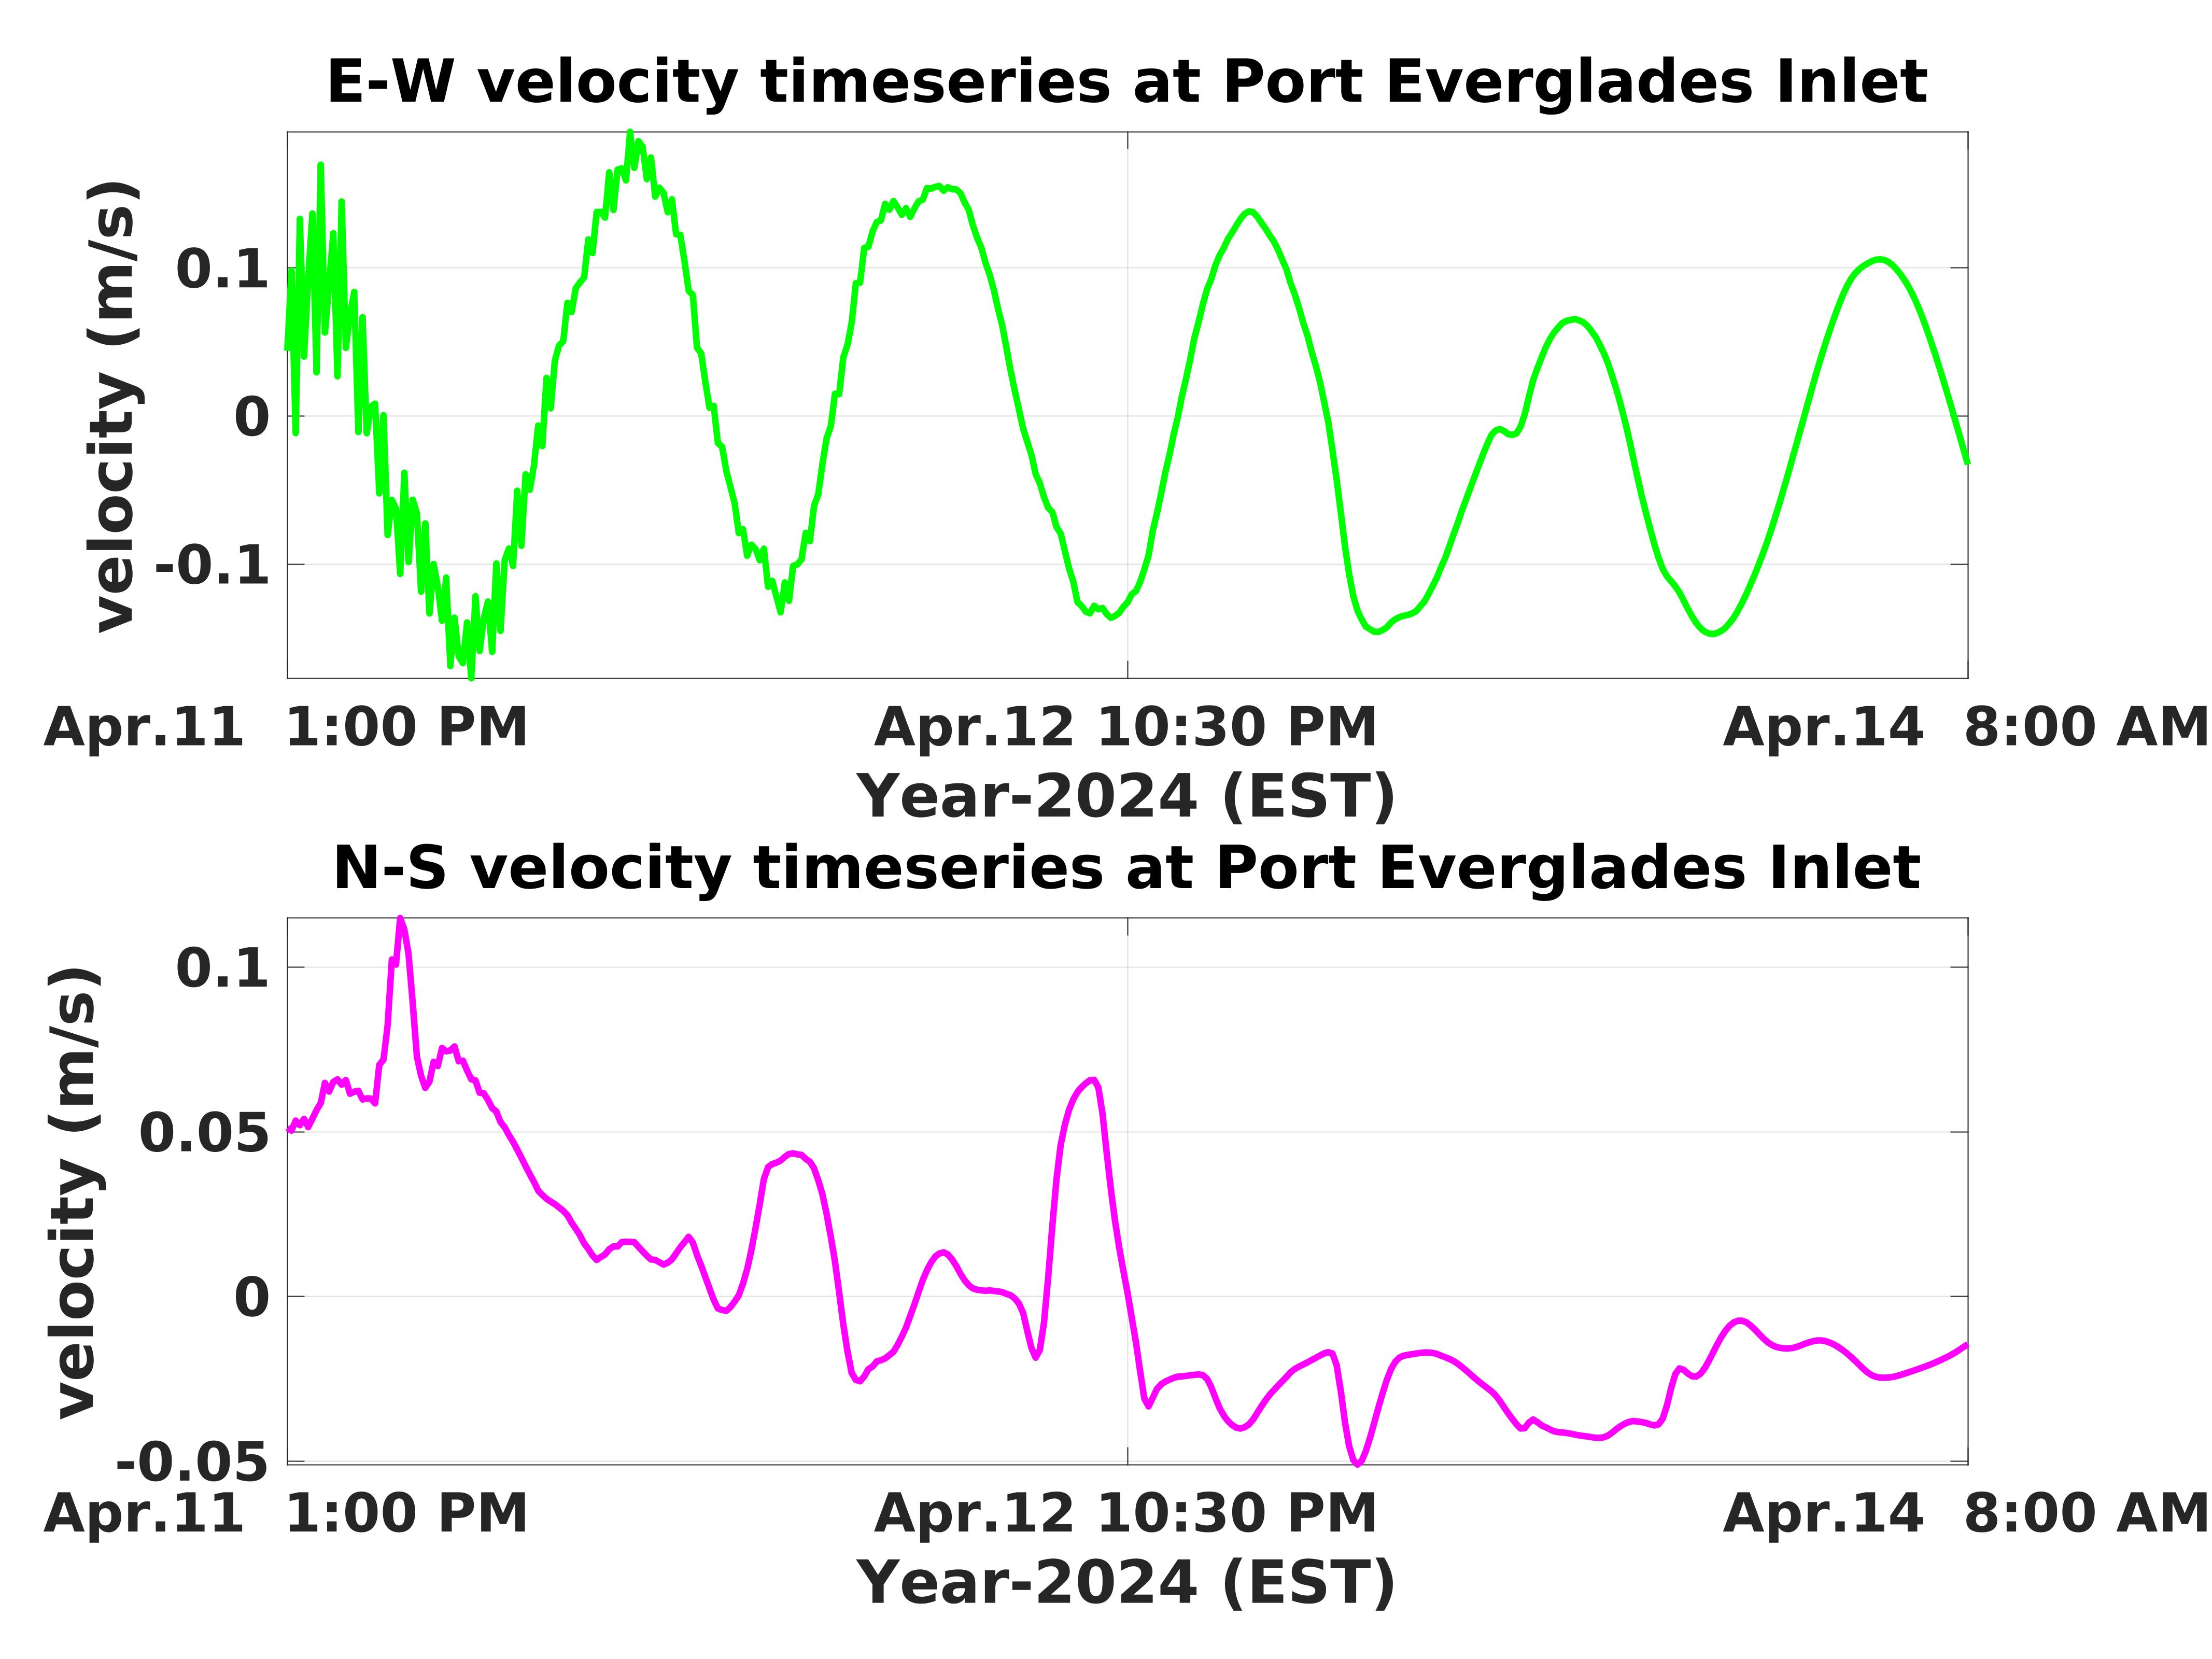 E-W velocity timeseries at Port Everglades Inlet
velocity (m/s)
0.1
0
-0.1
Apr.11  1:00 PM
Apr.12 10:30 PM
Apr.14  8:00 AM
Year-2024 (EST)
N-S velocity timeseries at Port Everglades Inlet
velocity (m/s)
0.1
0.05
0
-0.05
Apr.11  1:00 PM
Apr.12 10:30 PM
Apr.14  8:00 AM
Year-2024 (EST)